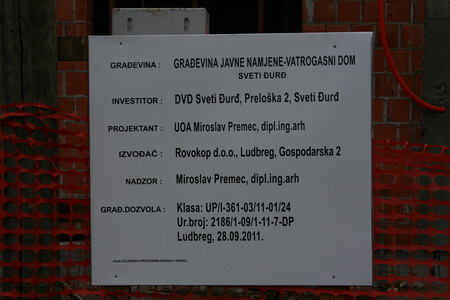 GRAĐEVINA : GRAĐEVINA JAVNE NAMJENE-VATROGASNI DOM
SVETI ĐURĐ
INVESTITOR : DVD Sveti Đurđ, Preloška 2, Sveti Đurđ
PROJEKTANT : UOA Miroslav Premec, dipl.ing.arh
IZVOĐAČ : Rovokop d.o.o., Ludbreg, Gospodarska 2
NADZOR : Miroslav Premec, dipl.ing.arh
GRAĐ.DOZVOLA : Klasa: UP/I-361-03/11-01/24
Ur.broj: 2186/1-09/1-11-7-DP
Ludbreg, 28.09.2011.